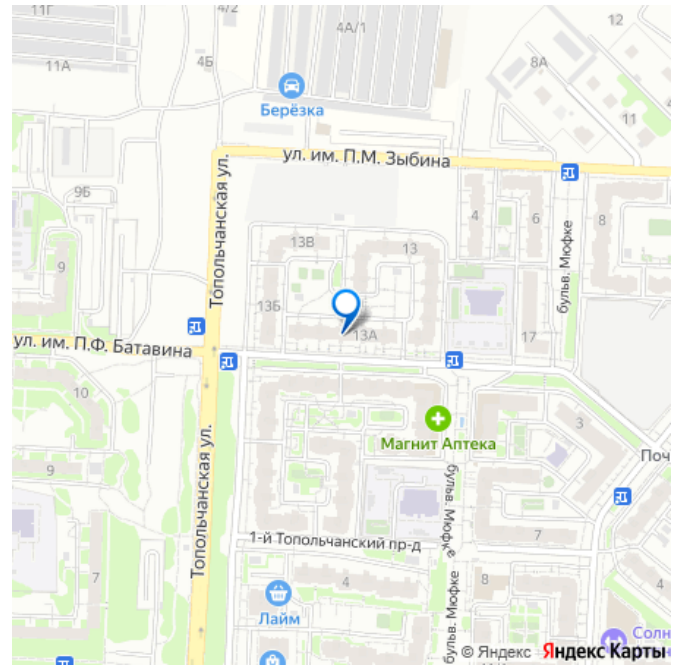 11Г
4/2
4А/1
12
11А
4Б
8А
Берёзка
11
ул. им. П.М. Зыбина
Топольчанская ул.
9Б
4
6
8
бульв. Мюфке
9
13В
13
13Б
13А
17
ул. им. П.Ф. Батавина
10
3
Магнит Аптека
Поч
9
Топольчанская ул.
бульв. Мюфке
1-й Топольчанский пр-д
7
7
4
8
4
Лайм
бульв. Мюфке
Солн
© Яндекс Яндекс Карты